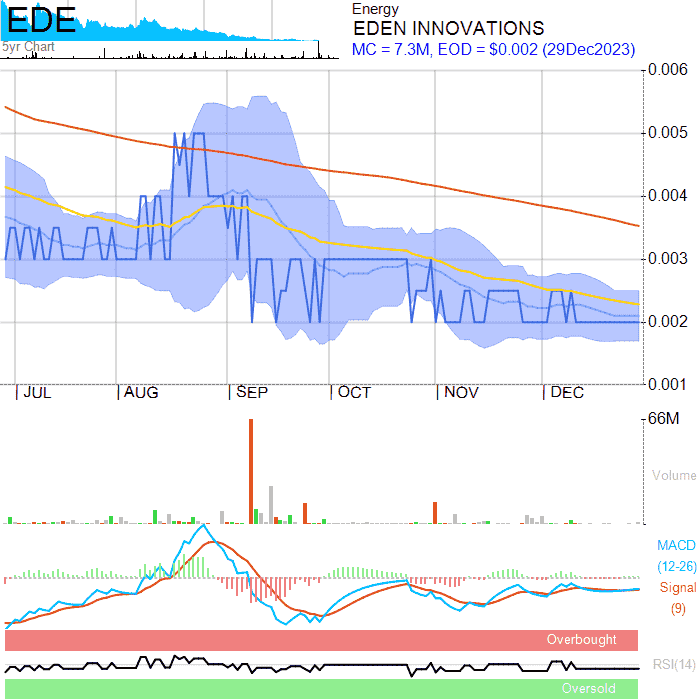 EDE
5yr Chart
Energy
EDEN INNOVATIONS
MC = 7.3M, EOD = $0.002 (29Dec2023)
0.006
0.005
0.004
0.003
0.002
0.001
JUL AUG SEP OCT NOV DEC
66M
Volume
MACD
(12-26)
Signal
(9)
Overbought
RSI(14)
Oversold